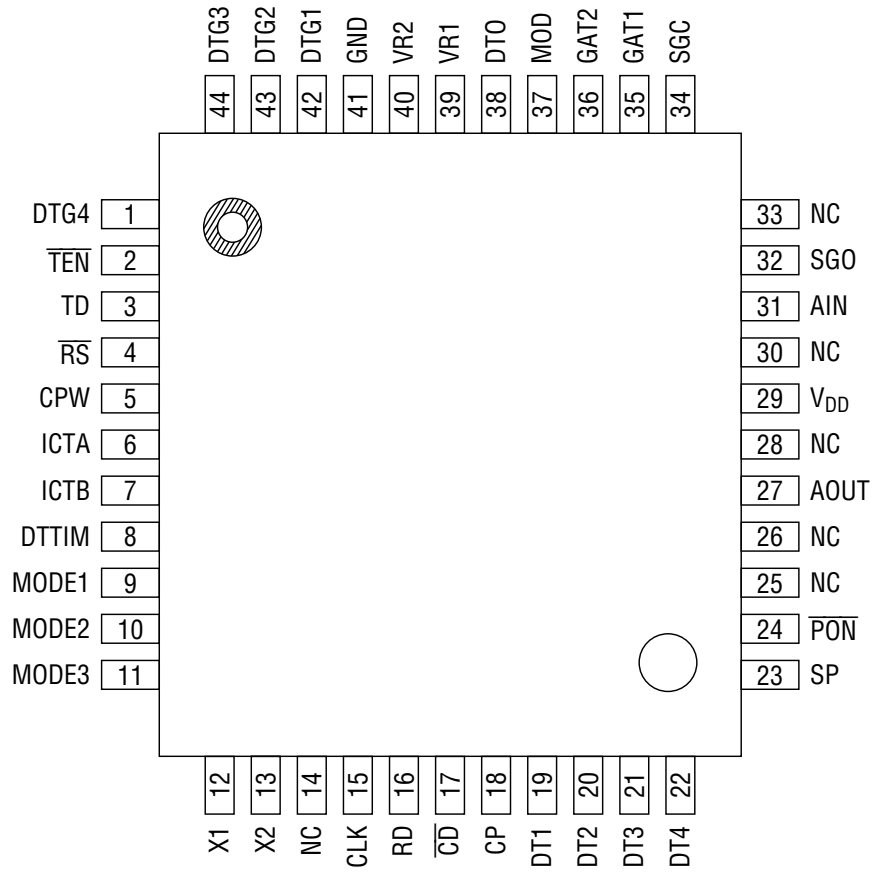 DTG3 DTG2 DTG1 GND VR2 VR1 DTO MOD GAT2 GAT1 SGC
44 43 42 41 40 39 38 37 36 35 34
DTG4 1 33 NC
T̅E̅N̅ 2 32 SGO
TD 3 31 AIN
R̅S̅ 4 30 NC
CPW 5 29 VDD
ICTA 6 28 NC
ICTB 7 27 AOUT
DTTIM 8 26 NC
MODE1 9 25 NC
MODE2 10 24 P̅O̅N̅
MODE3 11 23 SP
12 13 14 15 16 17 18 19 20 21 22
X1 X2 NC CLK RD C̅D̅ CP DT1 DT2 DT3 DT4